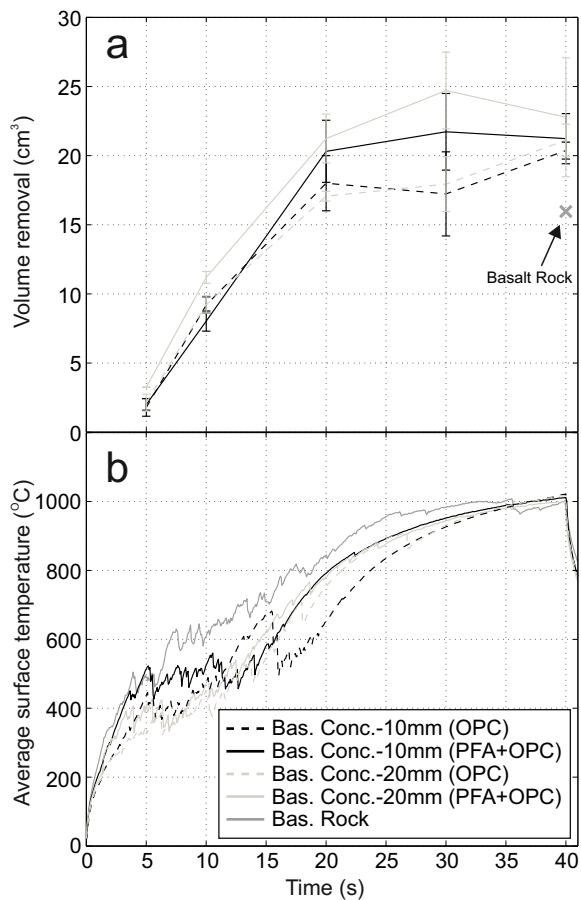 30
a
25
20
15
10
5
0
Volume removal (cm³)
Basalt Rock
b
1000
800
600
400
200
0
Average surface temperature (°C)
Bas. Conc.-10mm (OPC)
Bas. Conc.-10mm (PFA+OPC)
Bas. Conc.-20mm (OPC)
Bas. Conc.-20mm (PFA+OPC)
Bas. Rock
0 5 10 15 20 25 30 35 40
Time (s)